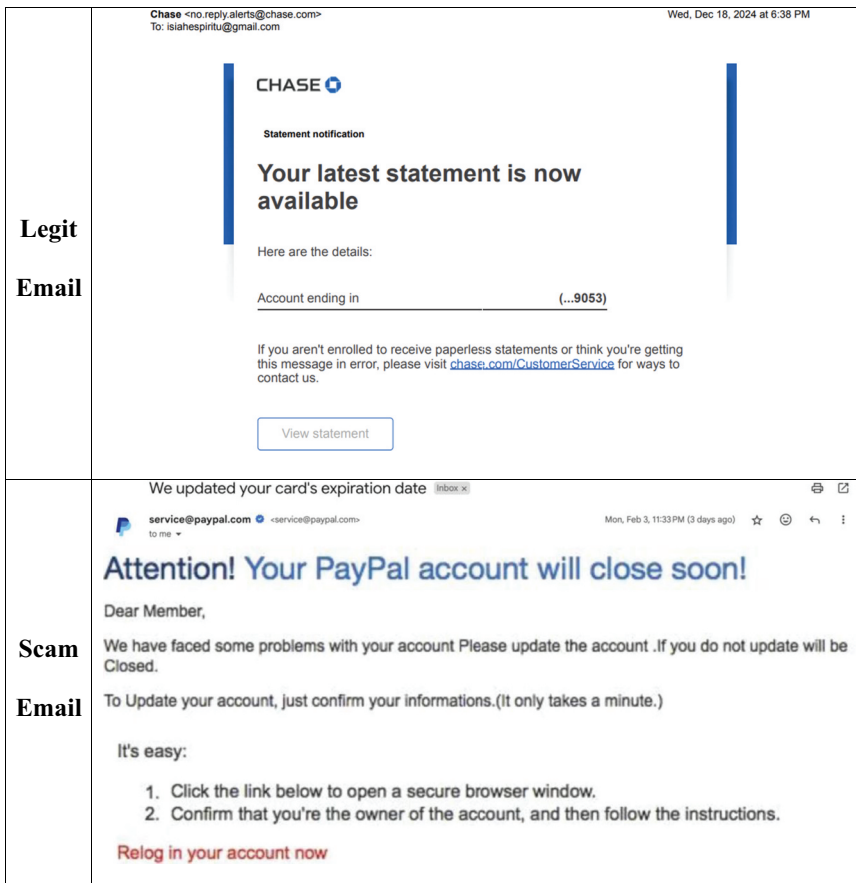 Chase <no.reply.alerts@chase.com>
Wed, Dec 18, 2024 at 6:38 PM
To: isiahespiritu@gmail.com
CHASE
Statement notification
Your latest statement is now
available
Here are the details:
Account ending in (...9053)
If you aren't enrolled to receive paperless statements or think you're getting
this message in error, please visit chase.com/CustomerService for ways to
contact us.
View statement
Legit
Email
We updated your card's expiration date Inbox x
service@paypal.com <service@paypal.com>
Mon, Feb 3, 11:33 PM (3 days ago)
to me
Attention! Your PayPal account will close soon!
Dear Member,
We have faced some problems with your account Please update the account .If you do not update will be
Closed.
To Update your account, just confirm your informations.(It only takes a minute.)
It's easy:
1. Click the link below to open a secure browser window.
2. Confirm that you're the owner of the account, and then follow the instructions.
Relog in your account now
Scam
Email